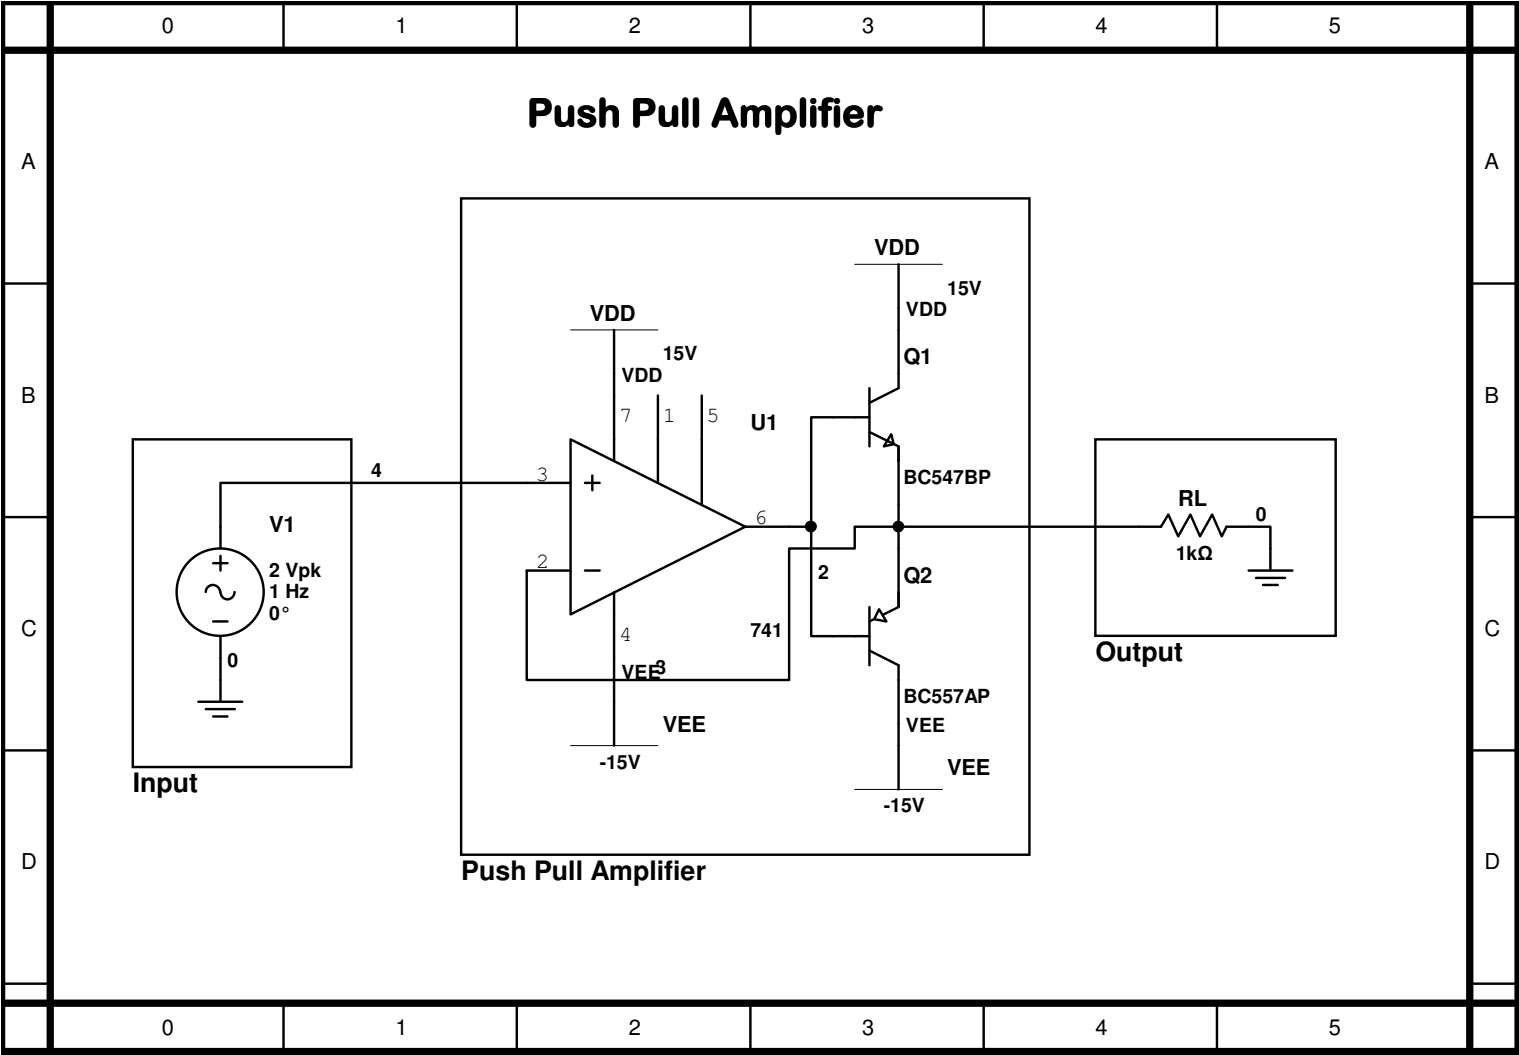 0 1 2 3 4 5
Push Pull Amplifier
A A
VDD
15V
VDD
VDD
15V
VDD
Q1
B B
7 1 5
U1
4
3
+
BC547BP
RL
0
1kΩ
6
V1
+
2 Vpk
1 Hz
0°
−
2
−
2
Q2
C C
741
4
Output
0
VEE
3
BC557AP
VEE
VEE
-15V
VEE
-15V
Input
D D
Push Pull Amplifier
0 1 2 3 4 5